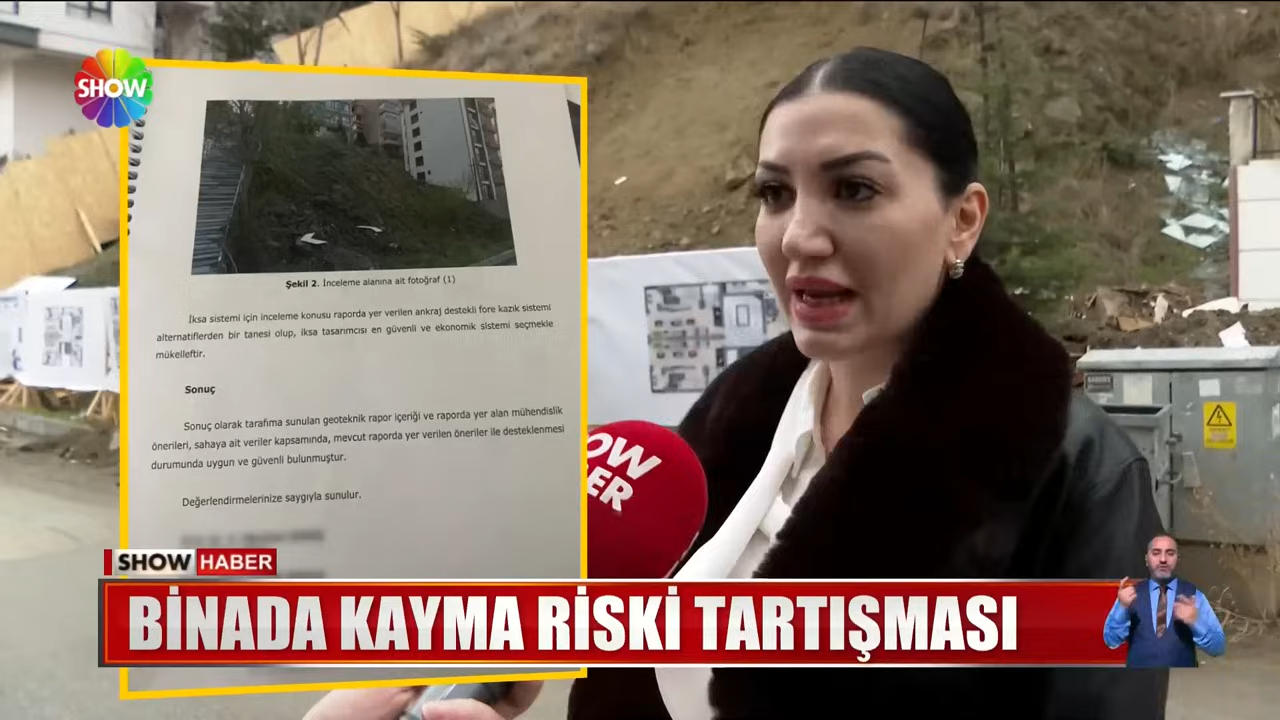 SHOW
Şekil 2. İnceleme alanına ait fotoğraf (1)
İksa sistemi için inceleme konusu raporda yer verilen ankraj destekli fore kazık sistemi
alternatiflerden bir tanesi olup, iksa tasarımcısı en güvenli ve ekonomik sistemi seçmekle
mükelleftir.
Sonuç
Sonuç olarak tarafıma sunulan geoteknik rapor içeriği ve raporda yer alan mühendislik
önerileri, sahaya ait veriler kapsamında, mevcut raporda yer verilen öneriler ile desteklenmesi
durumunda uygun ve güvenli bulunmuştur.
Değerlendirmelerinize saygıyla sunulur.
SHOW HABER
BİNADA KAYMA RİSKİ TARTIŞMASI